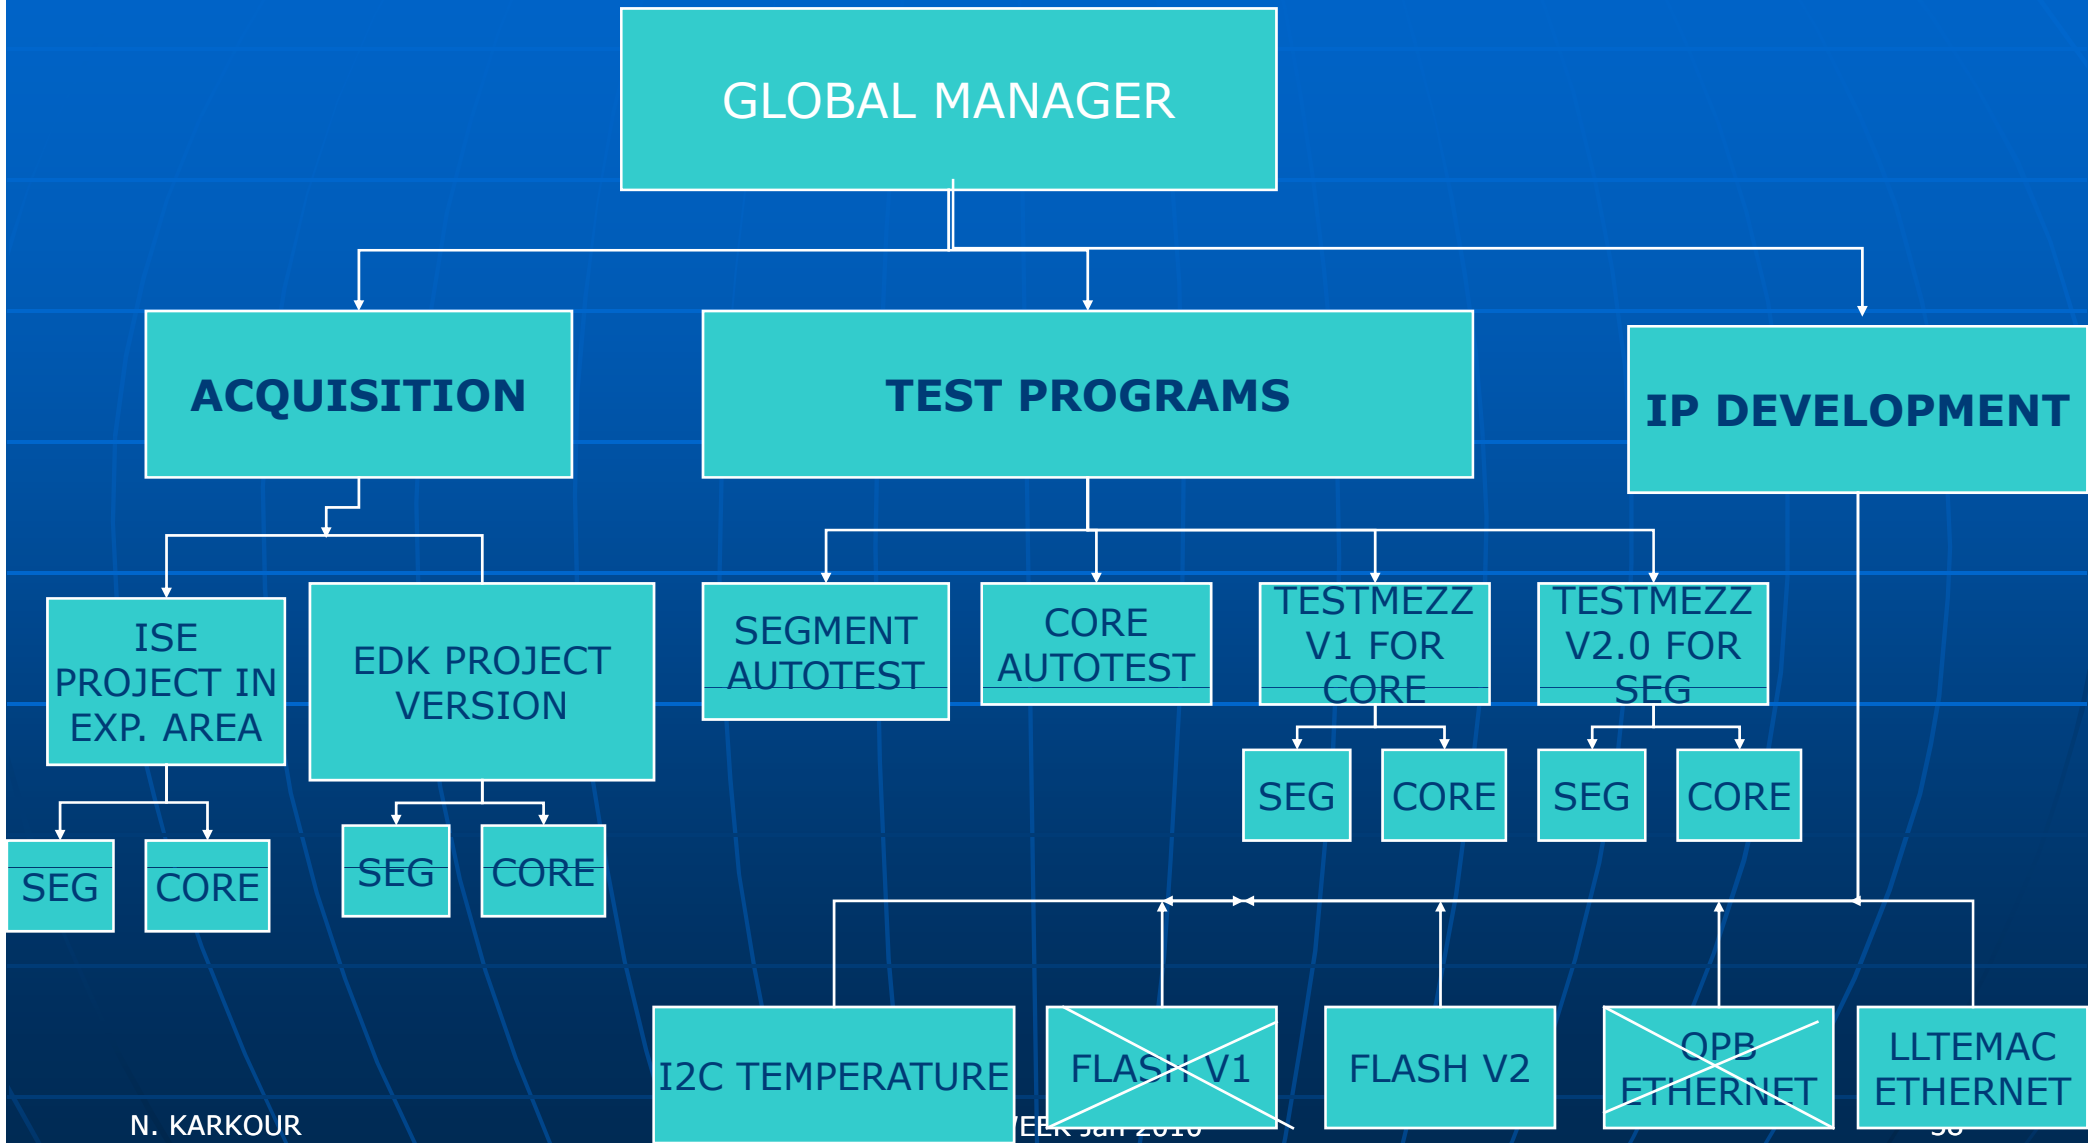 GLOBAL MANAGER
ACQUISITION
TEST PROGRAMS
IP DEVELOPMENT
ISE
PROJECT IN
EXP. AREA
EDK PROJECT
VERSION
SEGMENT
AUTOTEST
CORE
AUTOTEST
TESTMEZZ
V1 FOR
CORE
TESTMEZZ
V2.0 FOR
SEG
SEG
CORE
SEG
CORE
SEG
CORE
SEG
CORE
I2C TEMPERATURE
FLASH V1
FLASH V2
OPB
ETHERNET
LLTEMAC
ETHERNET
N. KARKOUR
Jan 2016